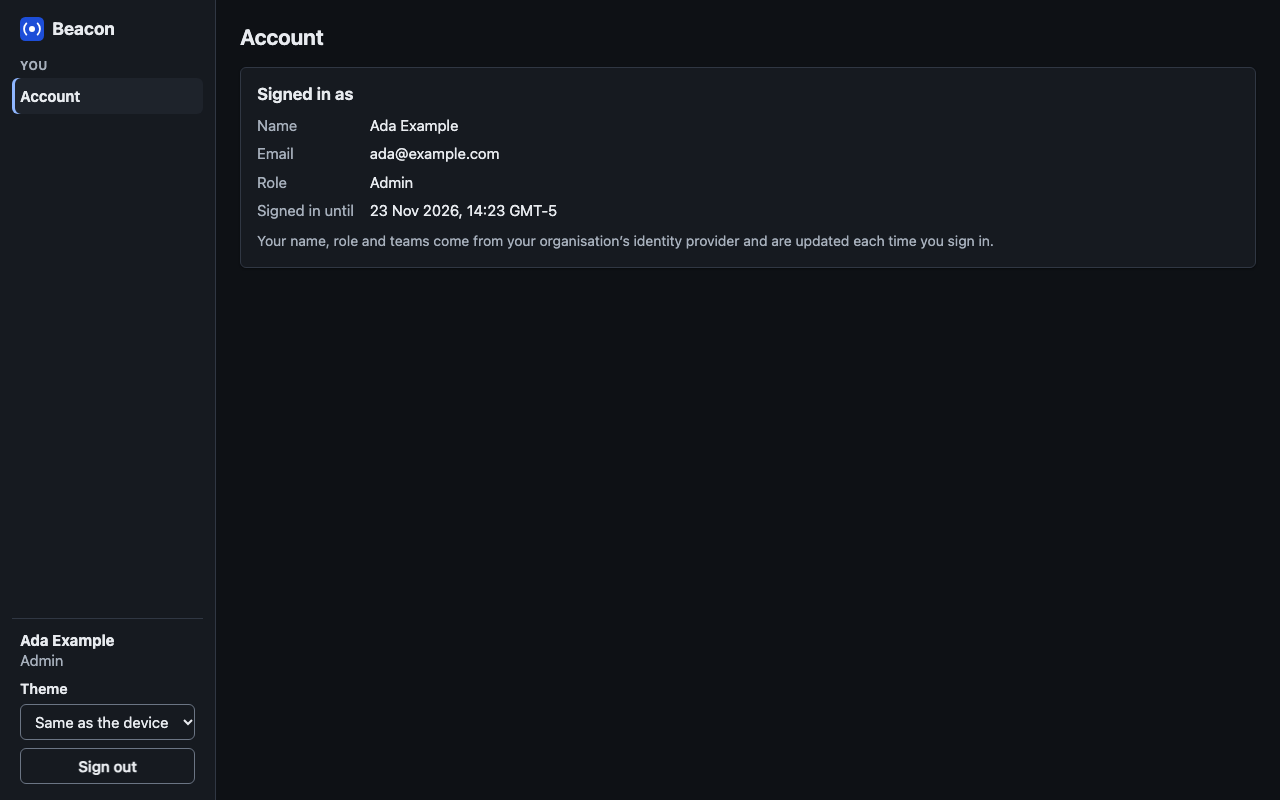 Beacon
YOU
Account
Ada Example
Admin
Theme
Same as the device
Sign out
Account
Signed in as
Name Ada Example
Email ada@example.com
Role Admin
Signed in until 23 Nov 2026, 14:23 GMT-5
Your name, role and teams come from your organisation’s identity provider and are updated each time you sign in.